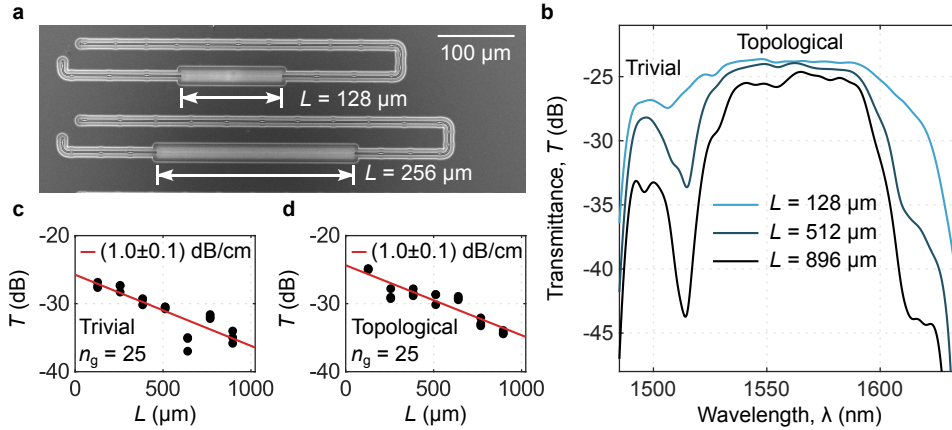 a
100 µm
L = 128 µm
L = 256 µm
b
Topological
Trivial
-25
-30
-35
-40
-45
Transmittance, T (dB)
L = 128 µm
L = 512 µm
L = 896 µm
1500
1550
1600
Wavelength, λ (nm)
c
-20
-30
-40
T (dB)
(1.0±0.1) dB/cm
Trivial
ng = 25
0
500
1000
L (µm)
d
-20
-30
-40
T (dB)
(1.0±0.1) dB/cm
Topological
ng = 25
0
500
1000
L (µm)